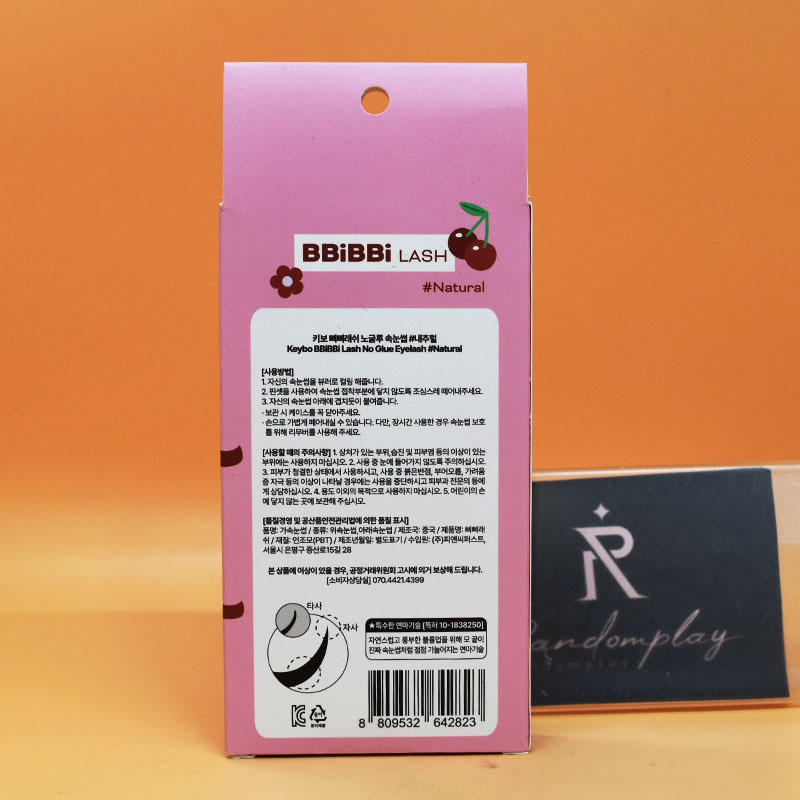 BBiBBi LASH
#Natural
키보 삐삐래쉬 노글루 속눈썹 #내추럴
Keybo BBiBBi Lash No Glue Eyelash #Natural
[사용방법]
1. 자신의 속눈썹을 뷰러로 컬링 해줍니다.
2. 핀셋을 사용하여 속눈썹 접착부분에 닿지 않도록 조심스레 떼어내주세요.
3. 자신의 속눈썹 아래에 겹치듯이 붙여줍니다.
· 보관 시 케이스를 꼭 닫아주세요.
· 손으로 가볍게 떼어내실 수 있습니다. 다만, 장시간 사용한 경우 속눈썹 보호
를 위해 리무버를 사용해 주세요.
[사용할 때의 주의사항] 1. 상처가 있는 부위, 습진 및 피부염 등의 이상이 있는
부위에는 사용하지 마십시오. 2. 사용 중 눈에 들어가지 않도록 주의하십시오.
3. 피부가 청결한 상태에서 사용하시고, 사용 중 붉은반점, 부어오름, 가려움
증 자극 등의 이상이 나타날 경우에는 사용을 중단하시고 피부과 전문의 등에
게 상담하십시오. 4. 용도 이외의 목적으로 사용하지 마십시오. 5. 어린이의 손
에 닿지 않는 곳에 보관해 주십시오.
[품질경영 및 공산품안전관리법에 의한 품질 표시]
품명: 가속눈썹 / 종류: 위속눈썹,아래속눈썹 / 제조국: 중국 / 제품명: 삐삐래
쉬 / 재질: 인조모(PBT) / 제조년월일: 별도표기 / 수입원: (주)피앤씨퍼스트,
서울시 은평구 증산로15길 28
본 상품에 이상이 있을 경우, 공정거래위원회 고시에 의거 보상해 드립니다.
[소비자상담실] 070.4421.4399
타사
자사
★특수한 연마기술 [특허 10-1838250]
자연스럽고 풍부한 볼륨업을 위해 모 끝이
진짜 속눈썹처럼 점점 가늘어지는 연마기술
8 809532 642823
R
Randomplay